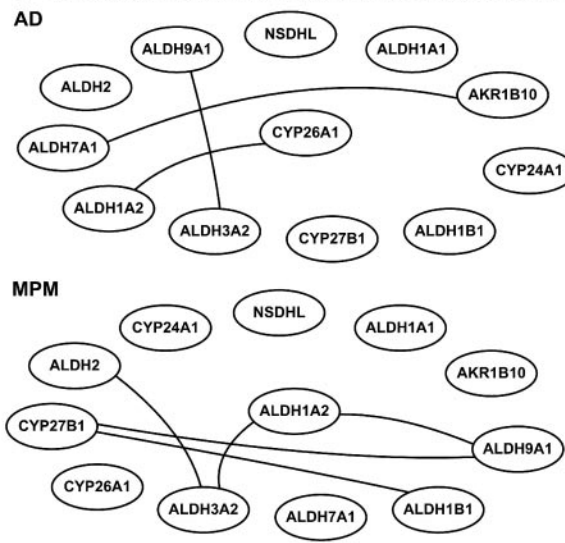 AD
NSDHL
ALDH9A1
ALDH1A1
ALDH2
AKR1B10
CYP26A1
ALDH7A1
CYP24A1
ALDH1A2
ALDH3A2
CYP27B1
ALDH1B1
MPM
NSDHL
CYP24A1
ALDH1A1
ALDH2
AKR1B10
ALDH1A2
CYP27B1
ALDH9A1
CYP26A1
ALDH3A2
ALDH7A1
ALDH1B1